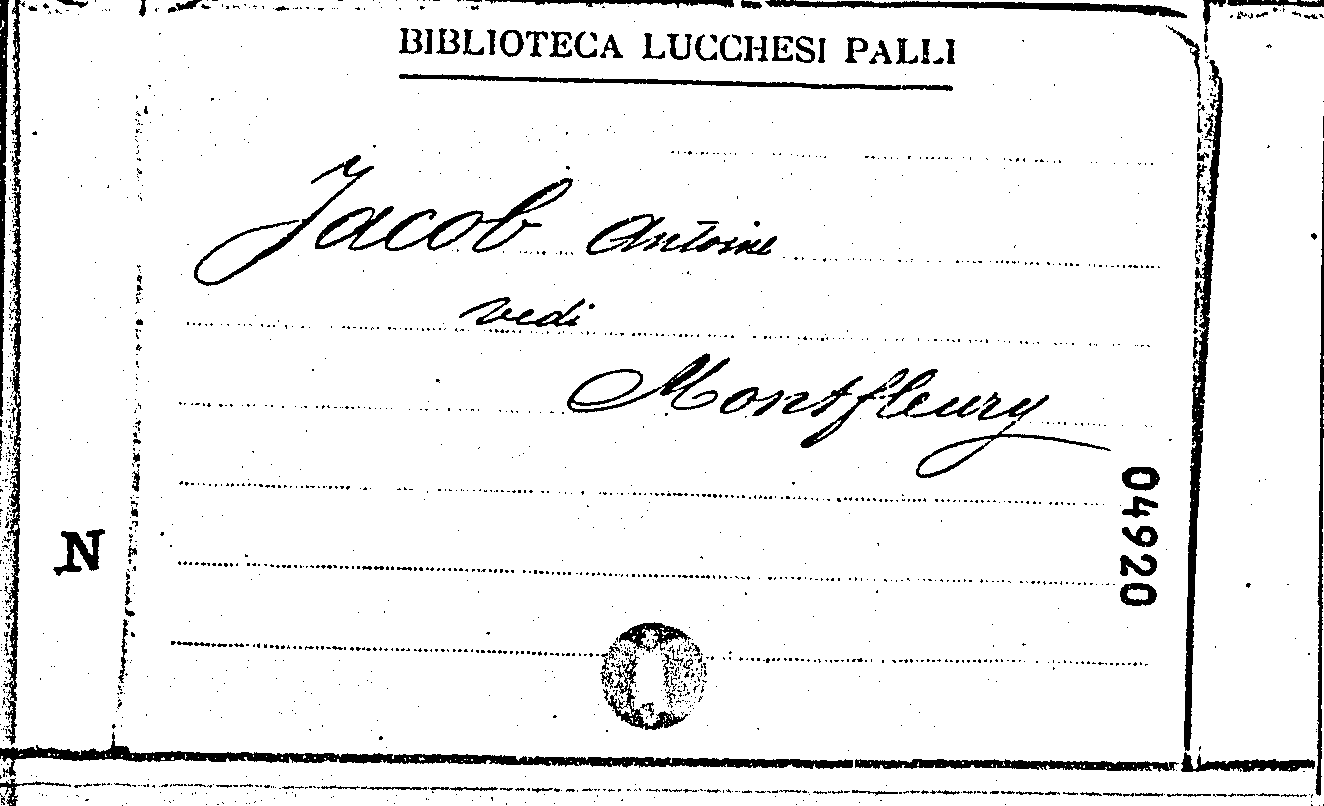 BIBLIOTECA LUCCHESI PALLI
Jacob Antoine
vedi
Montfleury
N
04920